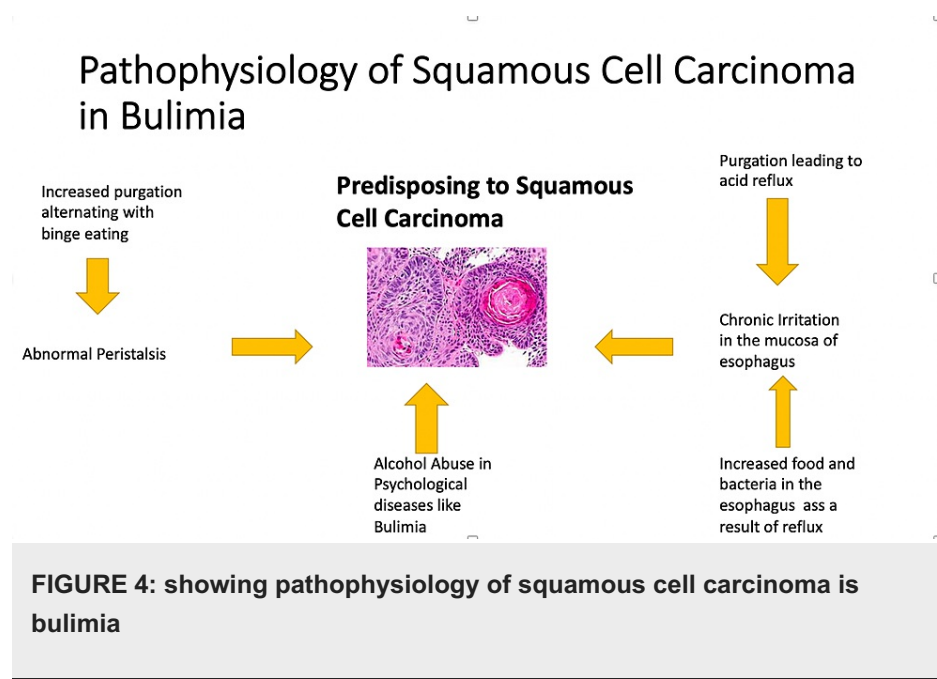 Pathophysiology of Squamous Cell Carcinoma
in Bulimia
Increased purgation
alternating with
binge eating
Abnormal Peristalsis
Predisposing to Squamous
Cell Carcinoma
Alcohol Abuse in
Psychological
diseases like
Bulimia
Purgation leading to
acid reflux
Chronic Irritation
in the mucosa of
esophagus
Increased food and
bacteria in the
esophagus  ass a
result of reflux
FIGURE 4: showing pathophysiology of squamous cell carcinoma is
bulimia